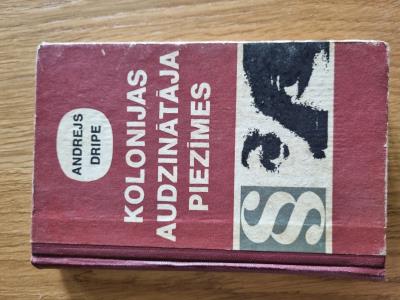 ANDREJS
DRIPE
KOLONIJAS
AUDZINĀTĀJA
PIEZĪMES
§